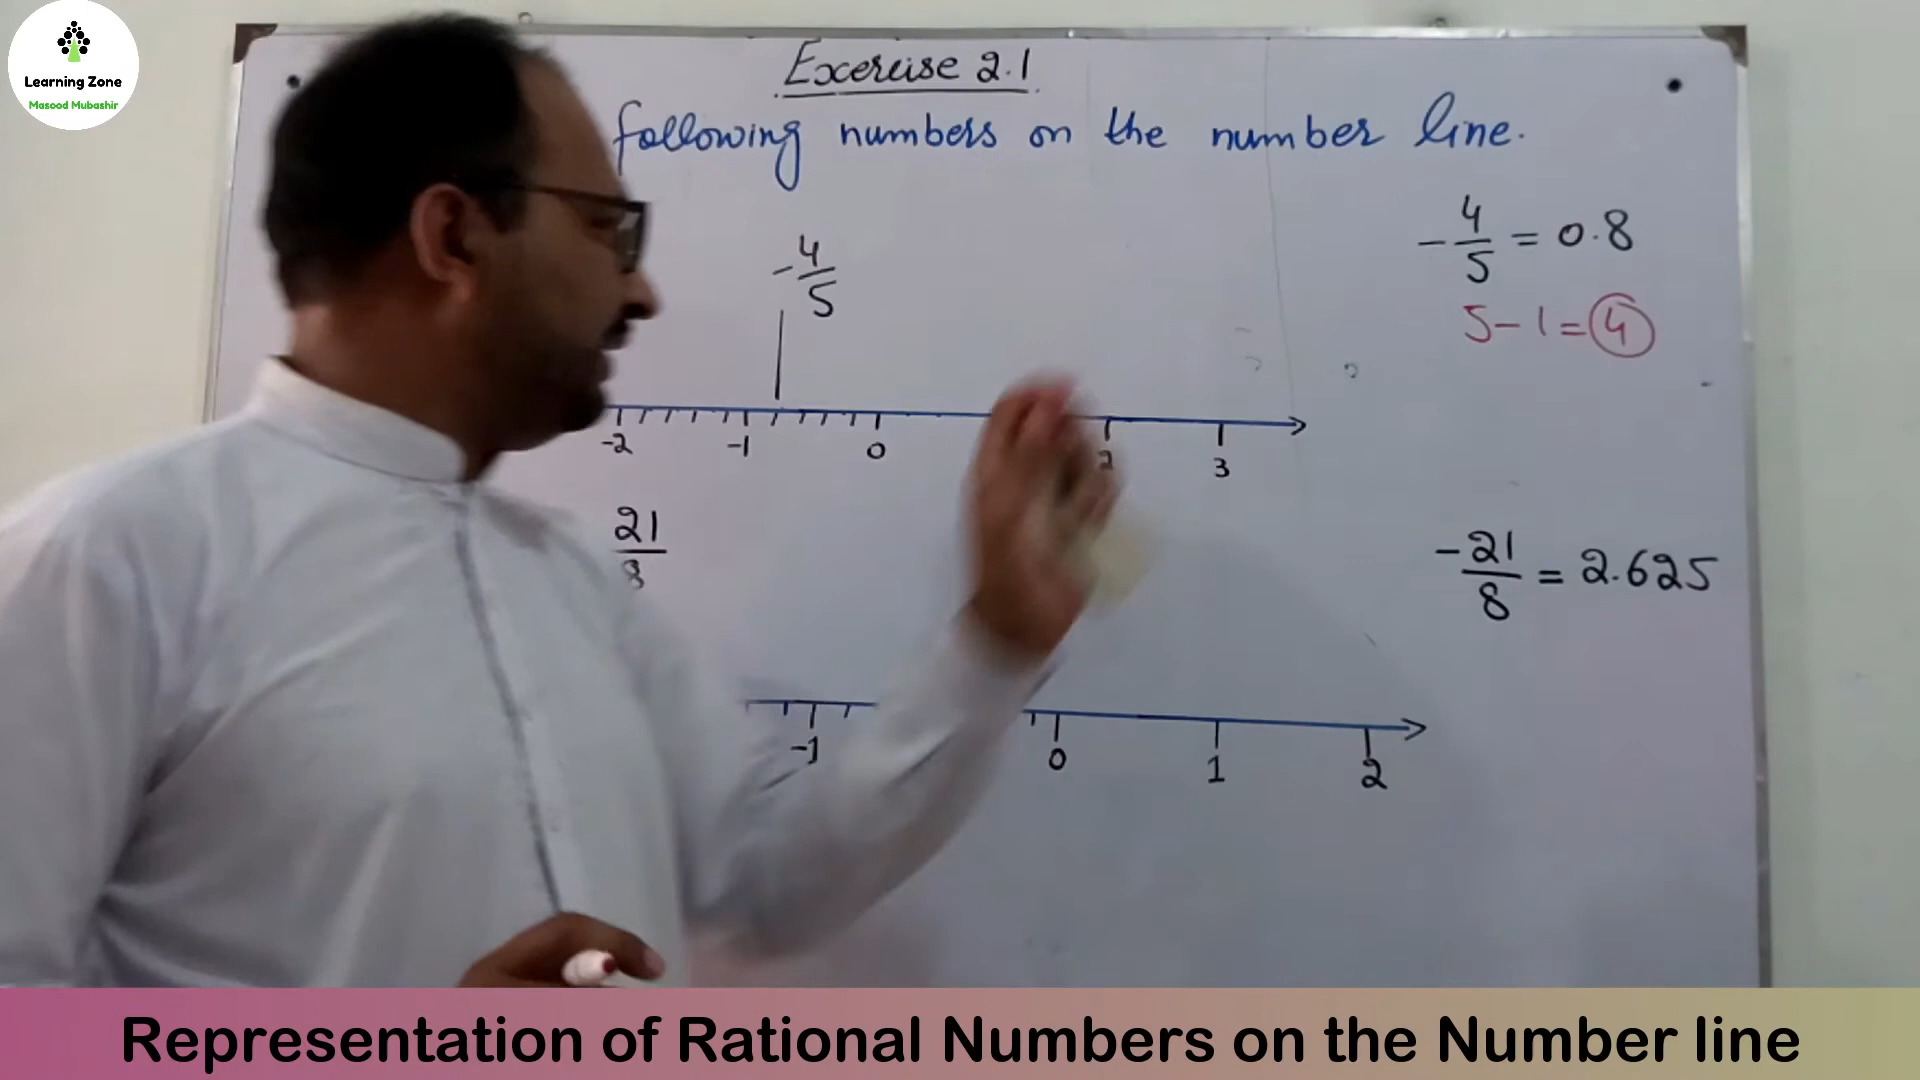 Learning Zone
Masood Mubashir
Excercise 2.1
following numbers on the number line.
-4/5
-4/5 = 0.8
5-1=4
-2 -1 0 2 3
21/8
-21/8 = 2.625
-1 0 1 2
Representation of Rational Numbers on the Number line